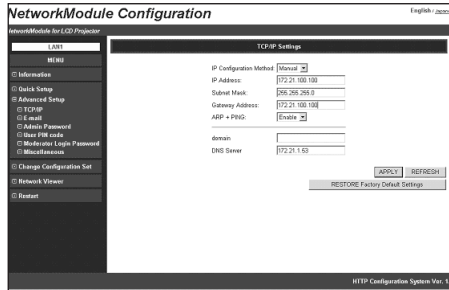 NetworkModule Configuration
English / Japanese
NetworkModule for LCD Projector
LAN1
MENU
Information
Quick Setup
Advanced Setup
TCP/IP
E-mail
Admin Password
User PIN code
Moderator Login Password
Miscellaneous
Change Configuration Set
Network Viewer
Restart
TCP/IP Settings
IP Configuration Method Manual
IP Address: 172.21.100.100
Subnet Mask: 255.255.255.0
Gateway Address: 172.21.100.100
ARP + PING: Enable
domain
DNS Server 172.21.1.53
APPLY REFRESH
RESTORE Factory Default Settings
HTTP Configuration System Ver. 1